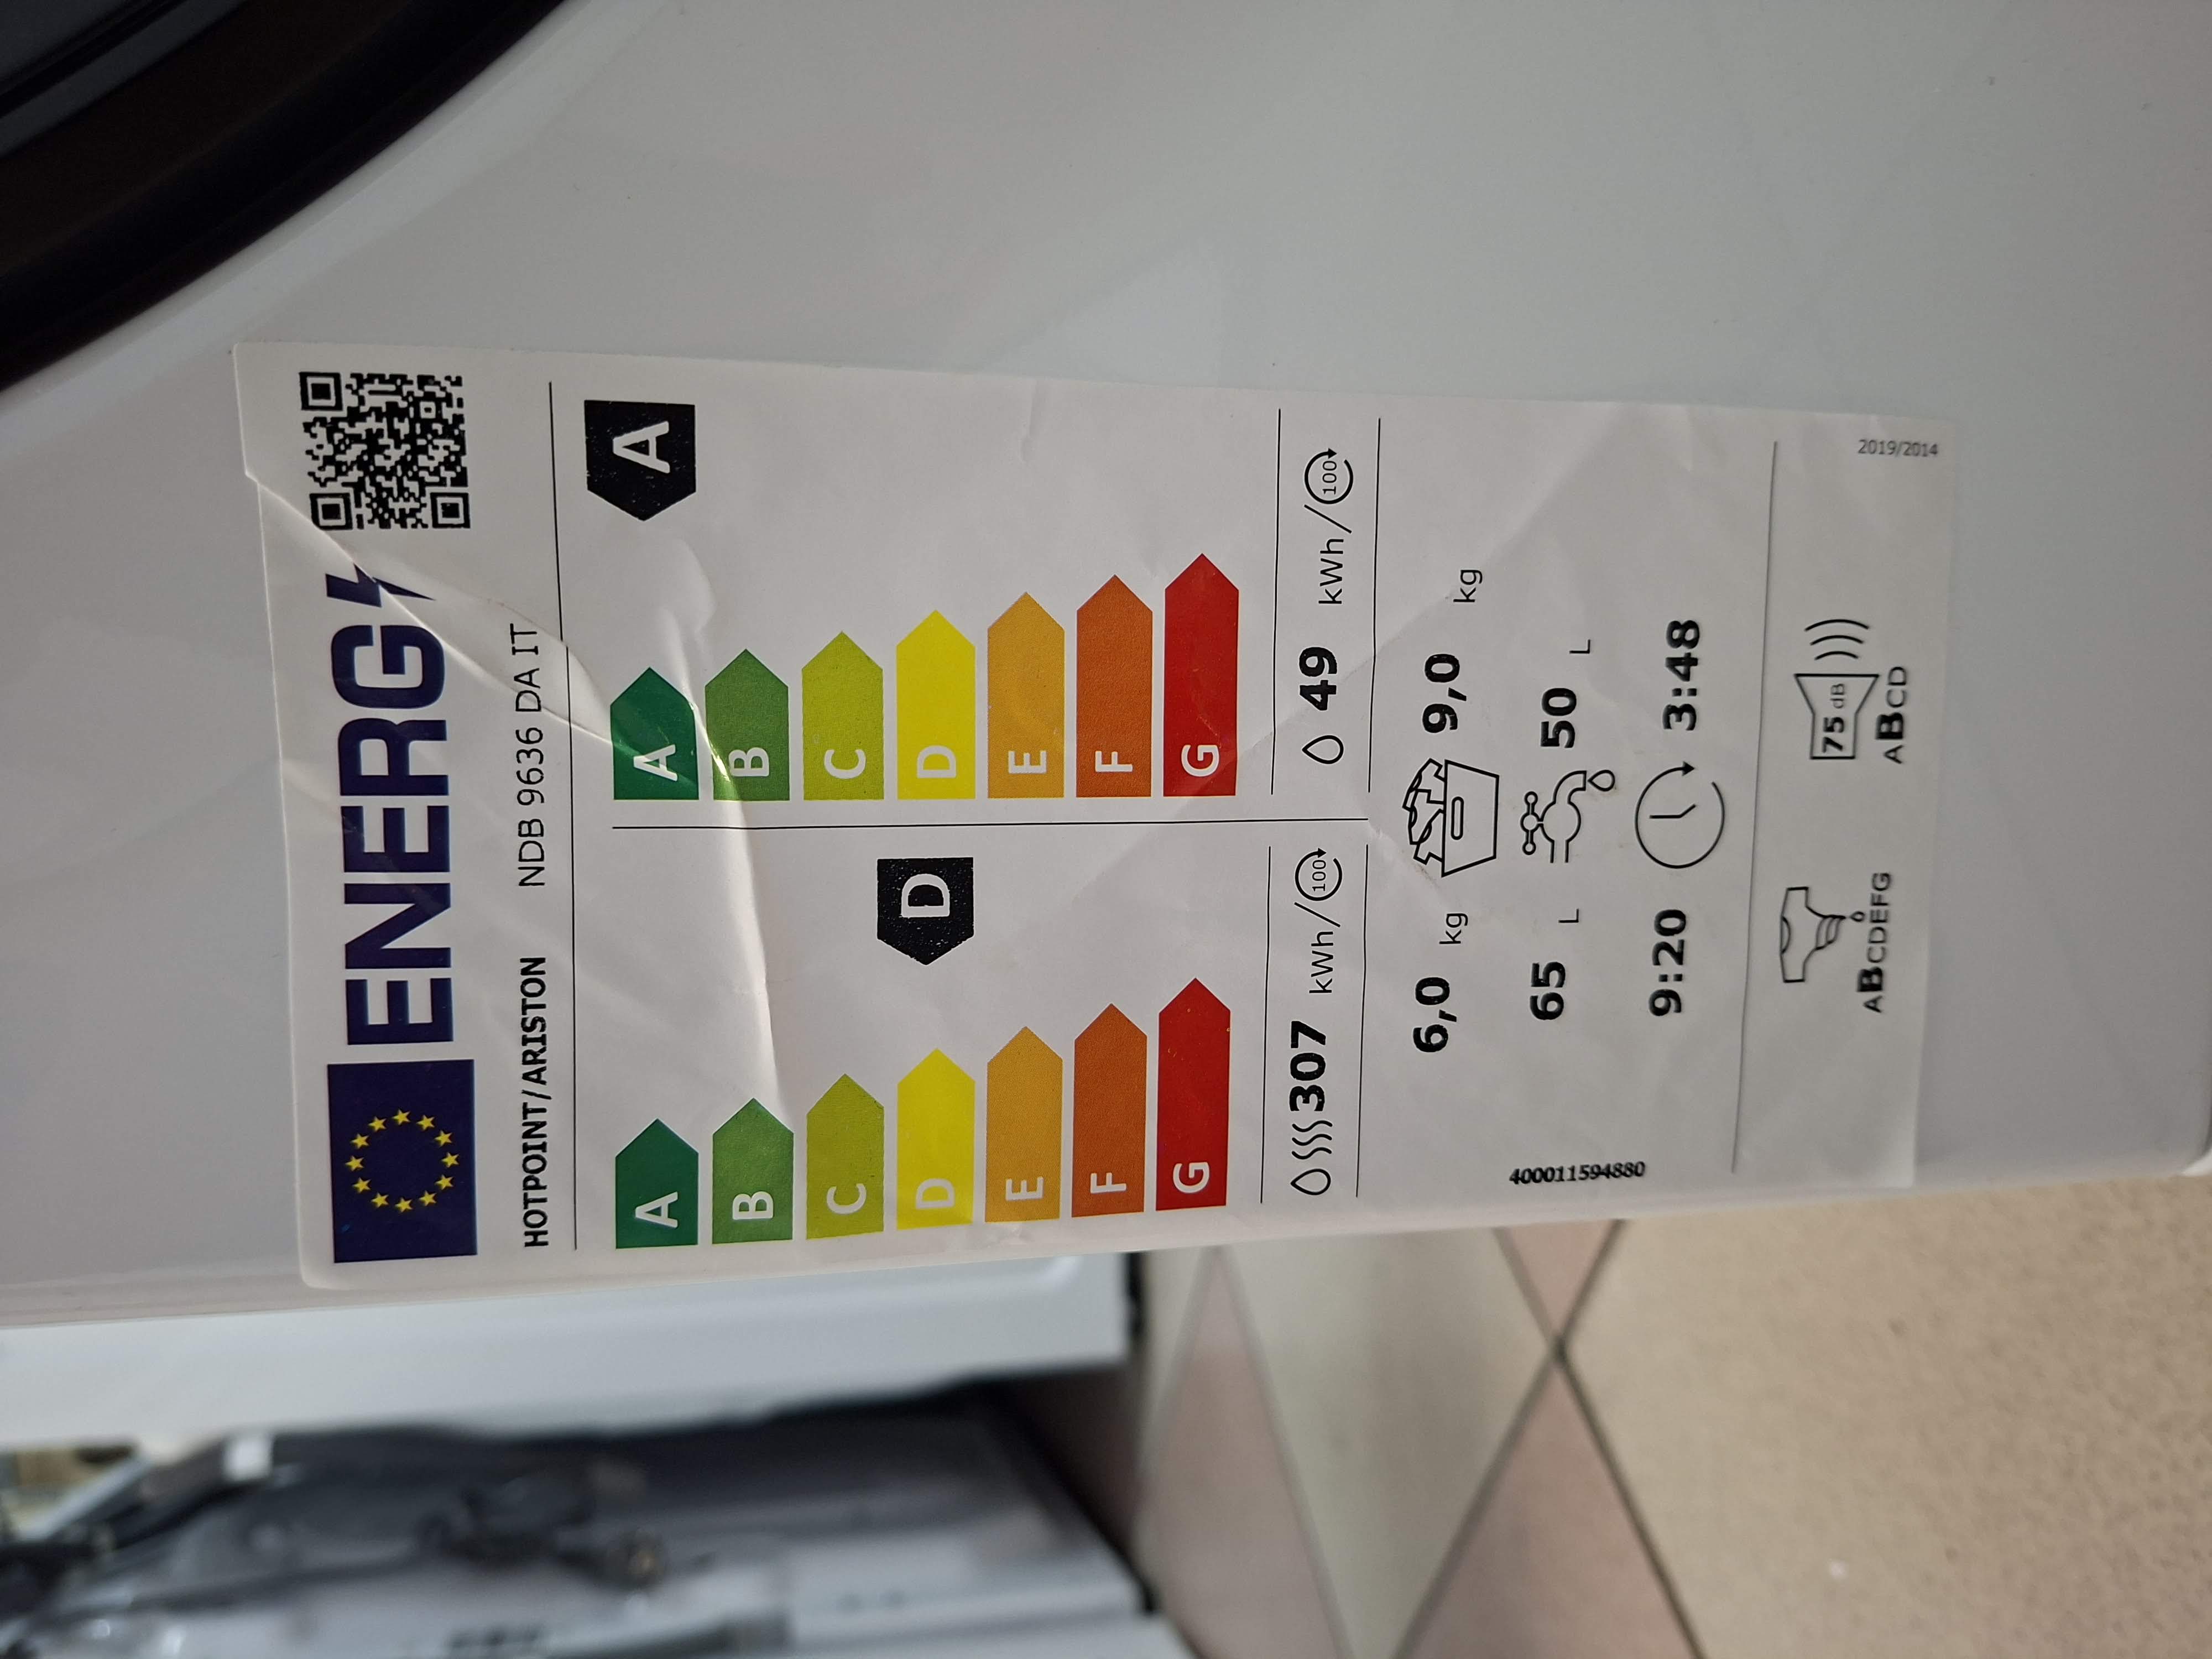 ENERG
HOTPOINT/ARISTON NDB 9636 DA IT
A A
B B
C C
D D
E E
F F
G G
D A
307 kWh/100 49 kWh/100
6,0 kg 9,0 kg
65 L 50 L
9:20 3:48
400011594880
75 dB
ABCDEFG ABCD
2019/2014